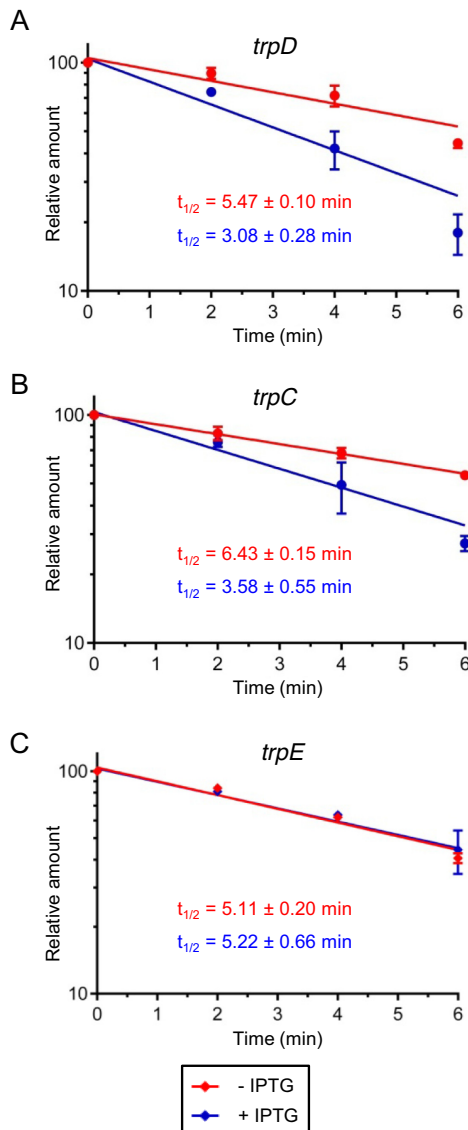 A
trpD
100
10
Relative amount
t1/2 = 5.47 ± 0.10 min
t1/2 = 3.08 ± 0.28 min
0 1 2 3 4 5 6
Time (min)
B
trpC
100
10
Relative amount
t1/2 = 6.43 ± 0.15 min
t1/2 = 3.58 ± 0.55 min
0 1 2 3 4 5 6
Time (min)
C
trpE
100
10
Relative amount
t1/2 = 5.11 ± 0.20 min
t1/2 = 5.22 ± 0.66 min
0 1 2 3 4 5 6
Time (min)
- IPTG
+ IPTG